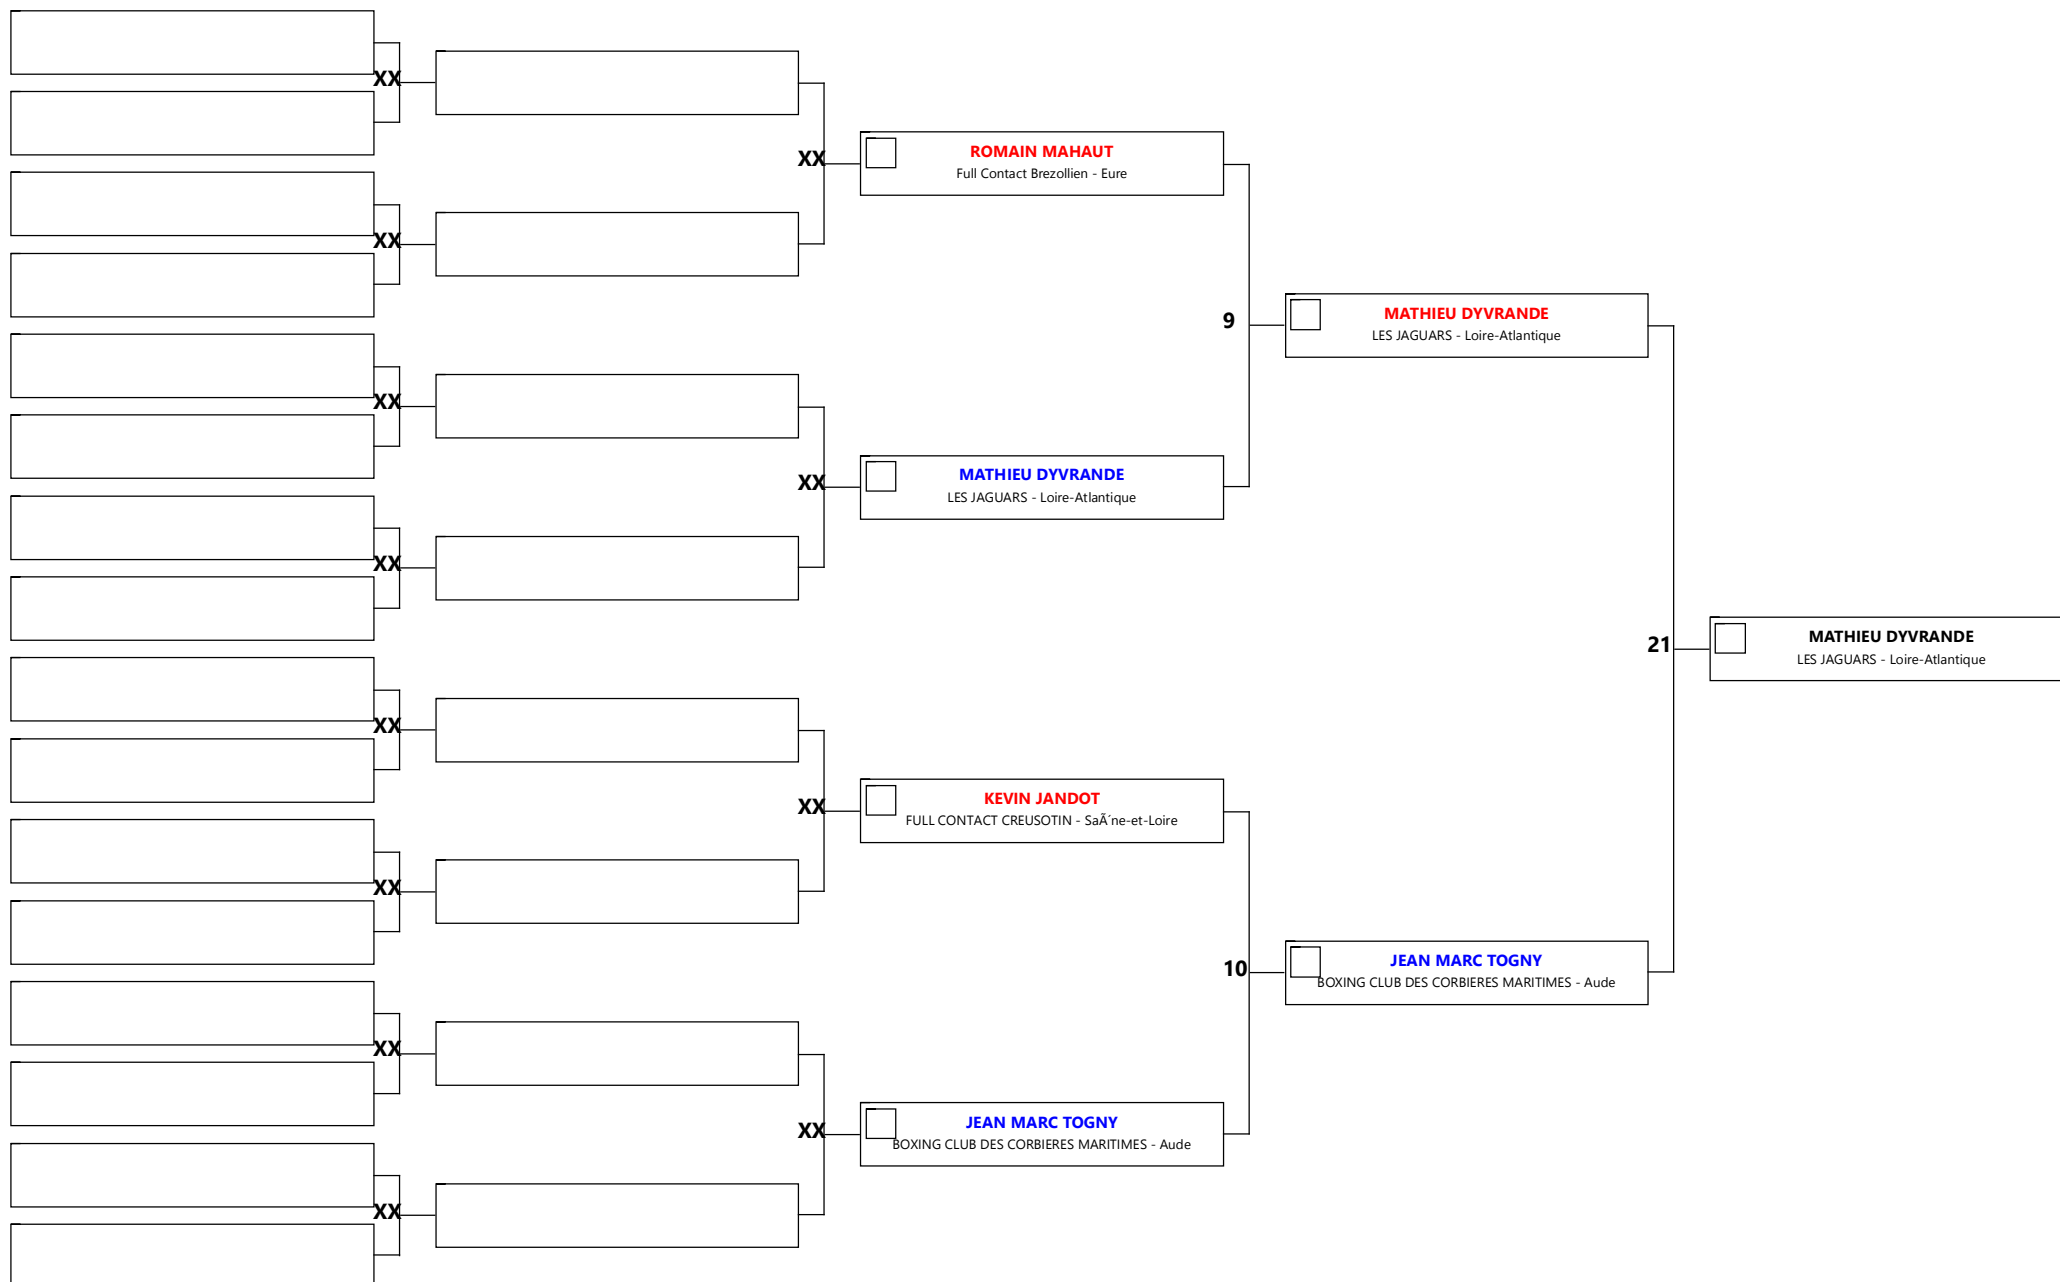 XX
XX
XX
XX
XX
XX
XX
XX
XX
XX
XX
XX
ROMAIN MAHAUT
Full Contact Brezollien - Eure
MATHIEU DYVRANDE
LES JAGUARS - Loire-Atlantique
KEVIN JANDOT
FULL CONTACT CREUSOTIN - SaÃ´ne-et-Loire
JEAN MARC TOGNY
BOXING CLUB DES CORBIERES MARITIMES - Aude
9
10
MATHIEU DYVRANDE
LES JAGUARS - Loire-Atlantique
JEAN MARC TOGNY
BOXING CLUB DES CORBIERES MARITIMES - Aude
21
MATHIEU DYVRANDE
LES JAGUARS - Loire-Atlantique